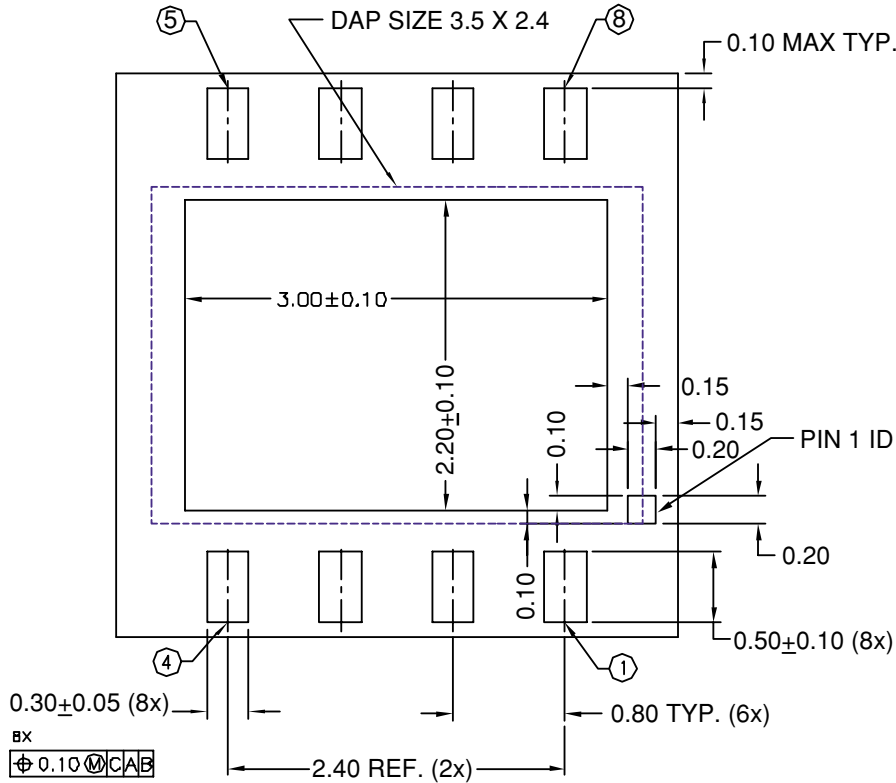 5
DAP SIZE 3.5 X 2.4
8
0.10 MAX TYP.
3.00±0.10
2.20±0.10
0.15
0.15
0.10
0.20
PIN 1 ID
0.20
0.10
0.50±0.10 (8x)
4
1
0.30±0.05 (8x)
0.80 TYP. (6x)
8X
⌖ 0.10 Ⓜ C A B
2.40 REF. (2x)